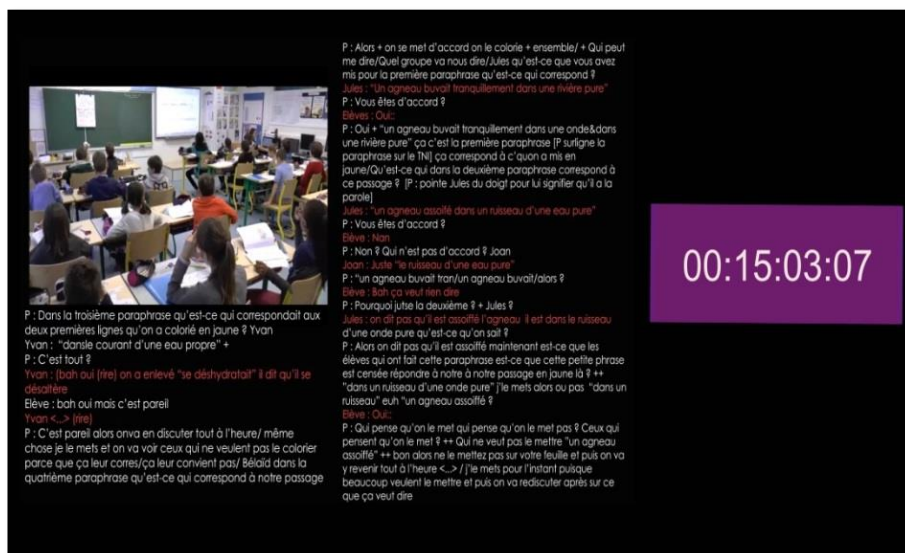 P : Dans la troisième paraphrase qu'est-ce qui correspondait aux
deux premières lignes qu'on a colorié en jaune ? Yvan
Yvan : "dansle courant d'une eau propre" +
P : C'est tout ?
Yvan : (bah oui (rire) on a enlevé "se déshydratait" il dit qu'il se
désaltère
Elève : bah oui mais c'est pareil
Yvan <...> (rire)
P : C'est pareil alors onva en discuter tout à l'heure/ même
chose je le mets et on va voir ceux qui ne veulent pas le colorier
parce que ça leur corres/ça leur convient pas/ Bélaïd dans la
quatrième paraphrase qu'est-ce qui correspond à notre passage
P : Alors + on se met d'accord on le colorie + ensemble/ + Qui peut
me dire/Quel groupe va nous dire/Jules qu'est-ce que vous avez
mis pour la première paraphrase qu'est-ce qui correspond ?
Jules : "Un agneau buvait tranquillement dans une rivière pure"
P : Vous êtes d'accord ?
Elèves : Oui::
P : Oui + "un agneau buvait tranquillement dans une onde&dans
une rivière pure" ça c'est la première paraphrase [P surligne la
paraphrase sur le TNI] ça correspond à c'quon a mis en
jaune/Qu'est-ce qui dans la deuxième paraphrase correspond à
ce passage ? [P : pointe Jules du doigt pour lui signifier qu'il a la
parole]
Jules : "un agneau assoifé dans un ruisseau d'une eau pure"
P : Vous êtes d'accord ?
Elève : Nan
P : Non ? Qui n'est pas d'accord ? Joan
Joan : Juste "le ruisseau d'une eau pure"
P : "un agneau buvait tran/un agneau buvait/alors ?
Elève : Bah ça veut rien dire
P : Pourquoi jutse la deuxième ? + Jules ?
Jules : on dit pas qu'il est assoiffé l'agneau il est dans le ruisseau
d'une onde pure qu'est-ce qu'on sait ?
P : Alors on dit pas qu'il est assoiffé maintenant est-ce que les
élèves qui ont fait cette paraphrase est-ce que cette petite phrase
est censée répondre à notre à notre passage en jaune là ? ++
"dans un ruisseau d'une onde pure" j'le mets alors ou pas "dans un
ruisseau" euh "un agneau assoiffé ?
Elève : Oui::
P : Qui pense qu'on le met qui pense qu'on le met pas ? Ceux qui
pensent qu'on le met ? ++ Qui ne veut pas le mettre "un agneau
assoiffé" ++ bon alors ne le mettez pas sur votre feuille et puis on va
y revenir tout à l'heure <...> / j'le mets pour l'instant puisque
beaucoup veulent le mettre et puis on va rediscuter après sur ce
que ça veut dire
00:15:03:07